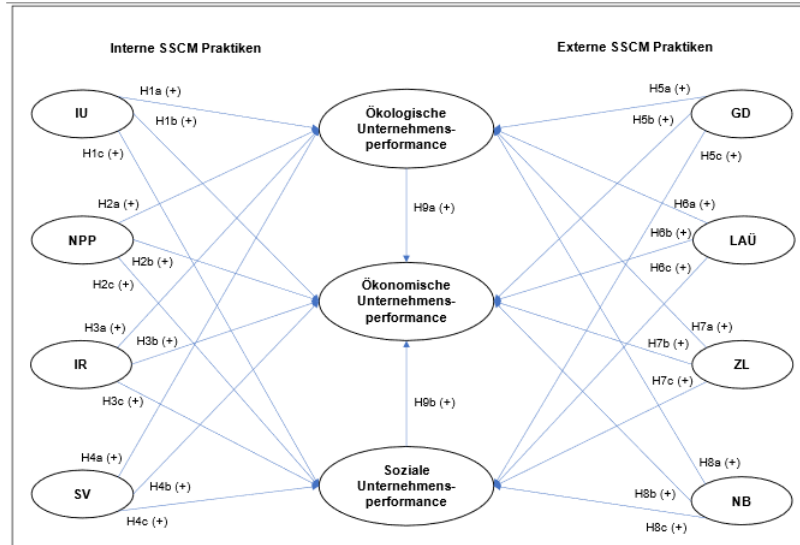 Interne SSCM Praktiken
Externe SSCM Praktiken
IU
H1a (+)
H1b (+)
H1c (+)
Ökologische
Unternehmens-
performance
H5a (+)
H5b (+)
H5c (+)
GD
H2a (+)
NPP
H2b (+)
H2c (+)
H9a (+)
H6a (+)
H6b (+)
H6c (+)
LAÜ
Ökonomische
Unternehmens-
performance
H3a (+)
H3b (+)
IR
H3c (+)
H7a (+)
H7b (+)
H7c (+)
ZL
H9b (+)
H4a (+)
SV
H4b (+)
H4c (+)
Soziale
Unternehmens-
performance
H8a (+)
H8b (+)
H8c (+)
NB